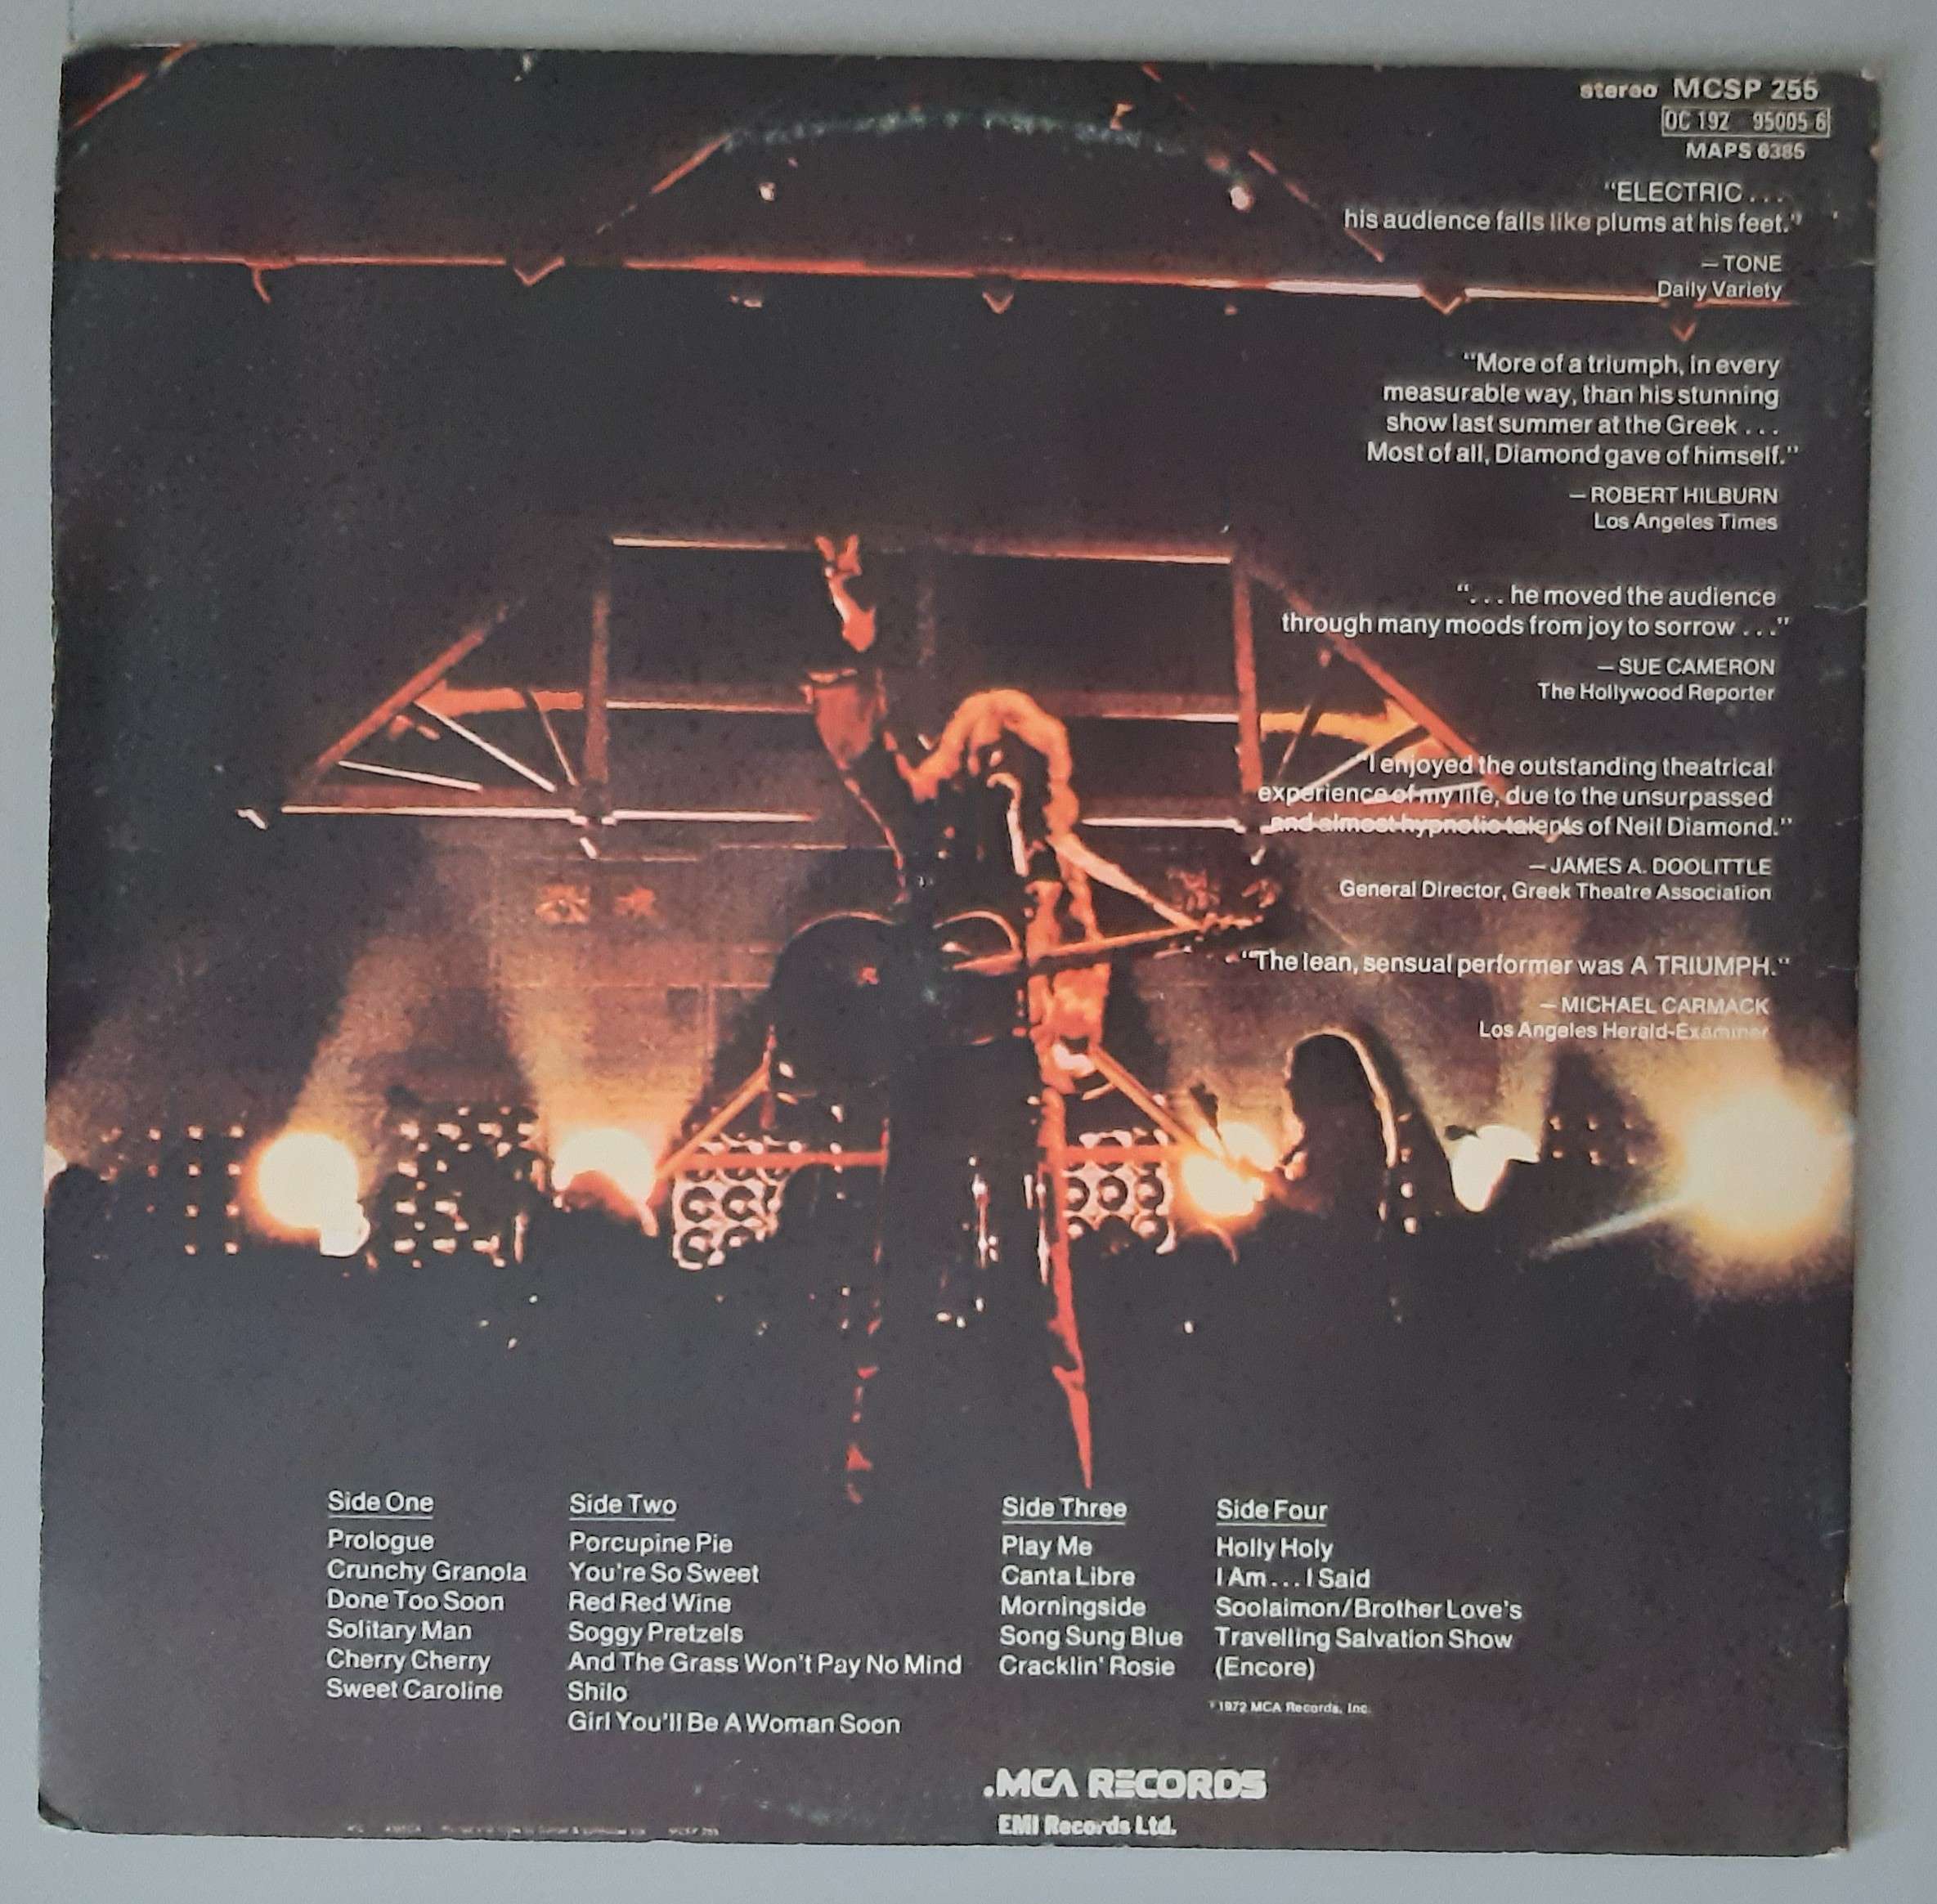 stereo MCSP 255
OC 192 95005 6
MAPS 6385
"ELECTRIC...
his audience falls like plums at his feet."
—TONE
Daily Variety
"More of a triumph, in every
measurable way, than his stunning
show last summer at the Greek...
Most of all, Diamond gave of himself."
—ROBERT HILBURN
Los Angeles Times
"...he moved the audience
through many moods from joy to sorrow..."
—SUE CAMERON
The Hollywood Reporter
"I enjoyed the outstanding theatrical
experience of my life, due to the unsurpassed
and almost hypnotic talents of Neil Diamond."
—JAMES A. DOOLITTLE
General Director, Greek Theatre Association
"The lean, sensual performer was A TRIUMPH."
—MICHAEL CARMACK
Los Angeles Herald-Examiner
Side One
Prologue
Crunchy Granola
Done Too Soon
Solitary Man
Cherry Cherry
Sweet Caroline
Side Two
Porcupine Pie
You're So Sweet
Red Red Wine
Soggy Pretzels
And The Grass Won't Pay No Mind
Shilo
Girl You'll Be A Woman Soon
Side Three
Play Me
Canta Libre
Morningside
Song Sung Blue
Cracklin' Rosie
Side Four
Holly Holy
I Am...I Said
Soolaimon/Brother Love's
Travelling Salvation Show
(Encore)
℗1972 MCA Records, Inc.
MCA RECORDS
EMI Records Ltd.
MCSP 255